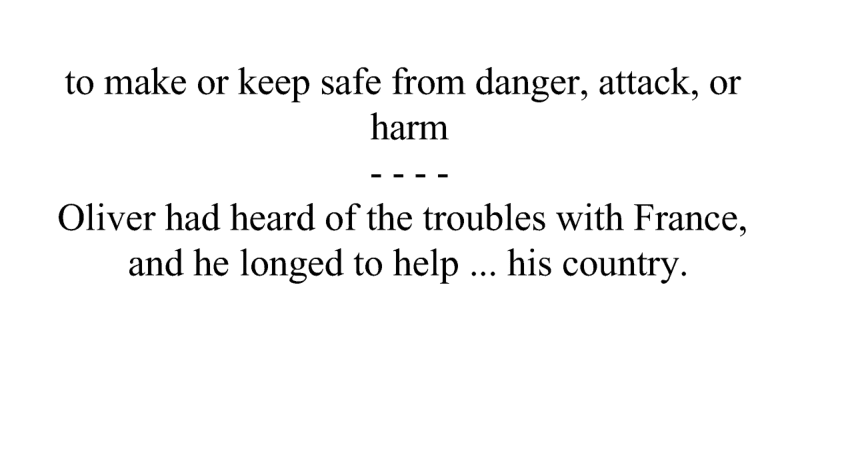 to make or keep safe from danger, attack, or
harm
- - - -
Oliver had heard of the troubles with France,
and he longed to help ... his country.